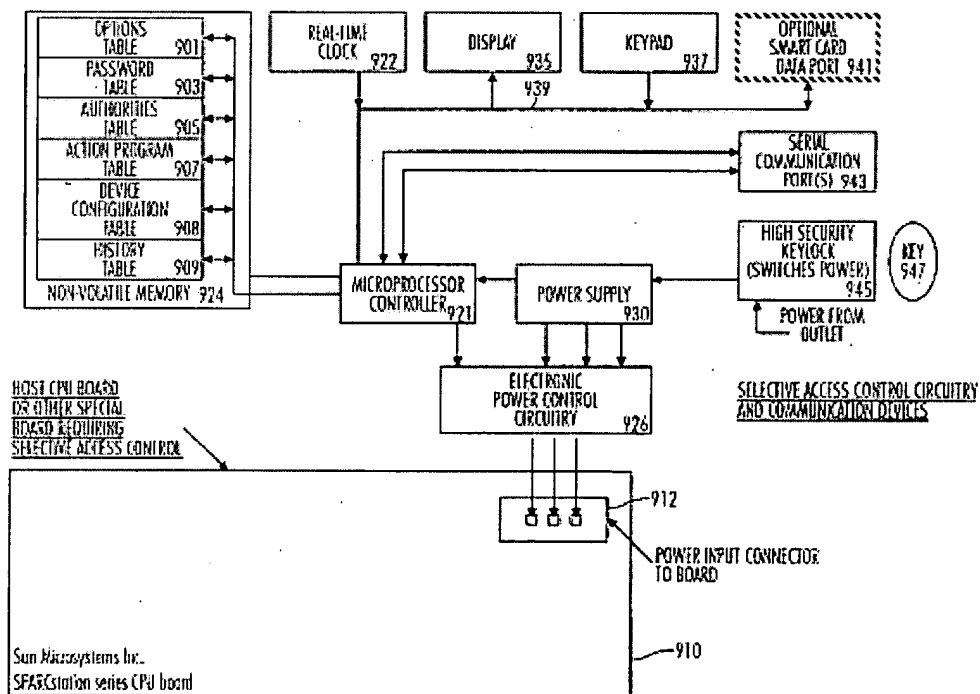 OPTIONS
TABLE 901
PASSWORD
TABLE 903
AUTHORITIES
TABLE 905
ACTION PROGRAM
TABLE 907
DEVICE
CONFIGURATION
TABLE 908
HISTORY
TABLE 909
NON-VOLATILE MEMORY 924
REAL-TIME
CLOCK
922
DISPLAY
935
KEYPAD
937
OPTIONAL
SMART CARD
DATA PORT 941
939
SERIAL
COMMUNICATION
PORT(S) 943
HIGH SECURITY
KEYLOCK
(SWITCHES POWER)
945
KEY
947
POWER FROM
OUTLET
MICROPROCESSOR
CONTROLLER
921
POWER SUPPLY
930
ELECTRONIC
POWER CONTROL
CIRCUITRY
926
HOST CPU BOARD
OR OTHER SPECIAL
BOARD REQUIRING
SELECTIVE ACCESS CONTROL
SELECTIVE ACCESS CONTROL CIRCUITRY
AND COMMUNICATION DEVICES
912
POWER INPUT CONNECTOR
TO BOARD
910
Sun Microsystems Inc.
SPARCstation series CPU board